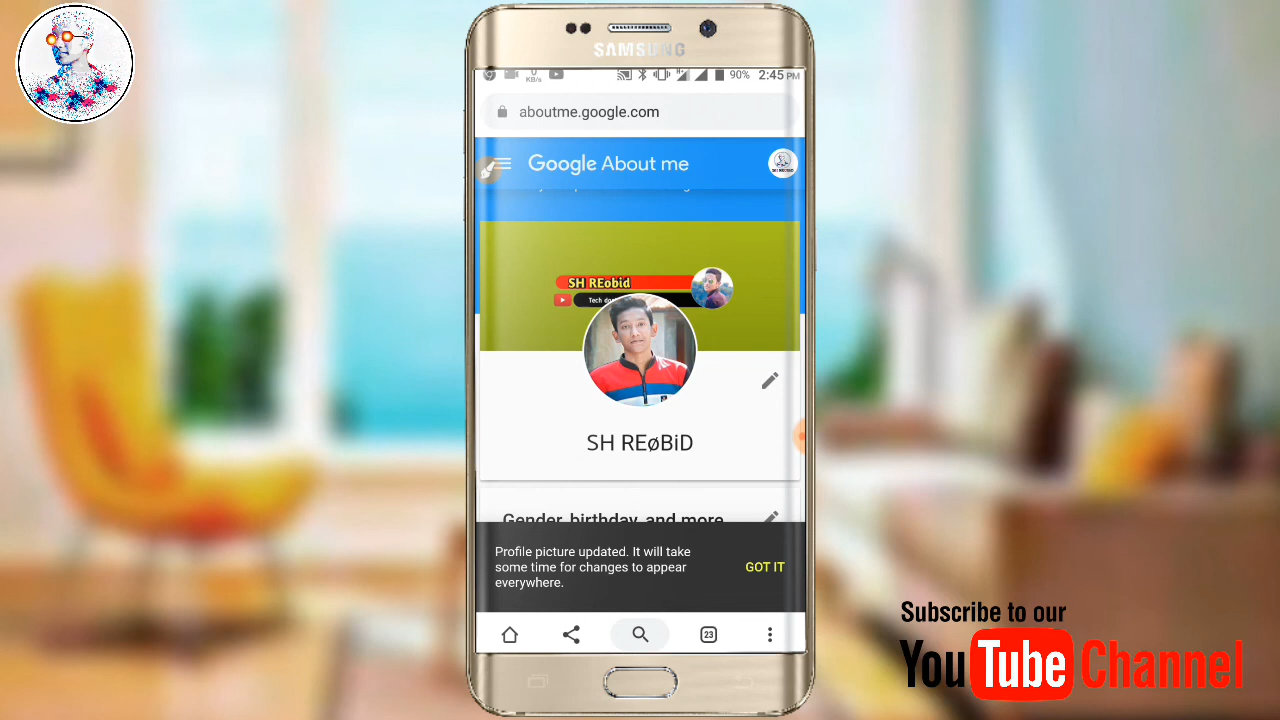 SAMSUNG
KB/s
90%
2:45 PM
aboutme.google.com
Google About me
SH REobid
Tech
SH REøBiD
Gender, birthday, and more
Profile picture updated. It will take
some time for changes to appear
everywhere.
GOT IT
23
Subscribe to our
YouTube Channel